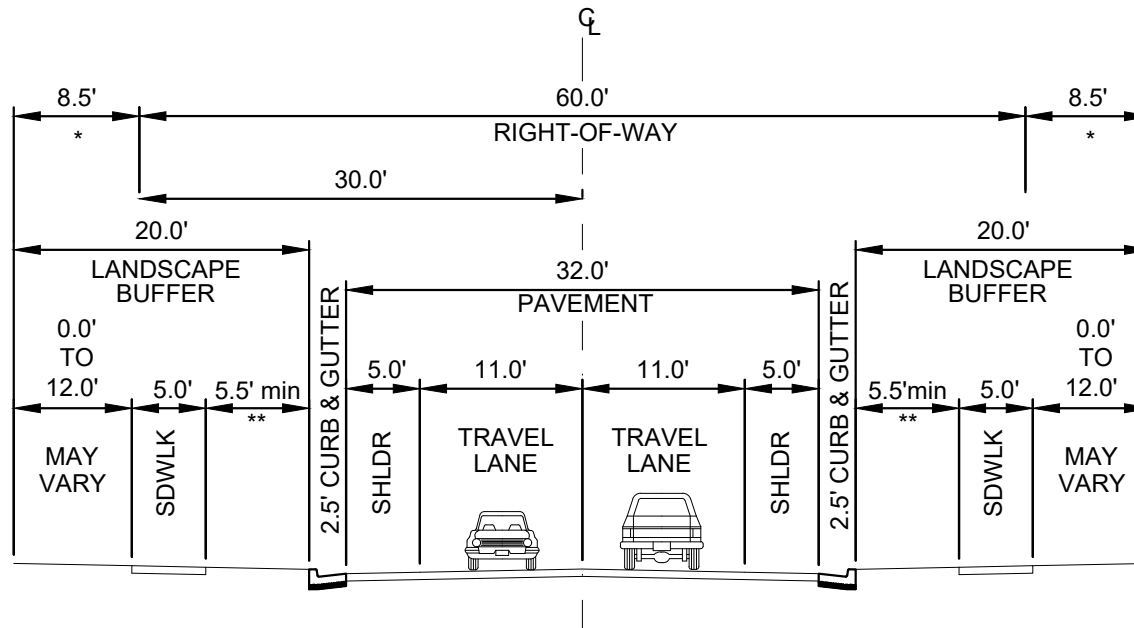 ℄
8.5'
60.0'
8.5'
*
RIGHT-OF-WAY
*
30.0'
20.0'
20.0'
LANDSCAPE
BUFFER
32.0'
PAVEMENT
LANDSCAPE
BUFFER
0.0'
TO
12.0'
5.0'
5.5' min
**
2.5' CURB & GUTTER
5.0'
11.0'
11.0'
5.0'
2.5' CURB & GUTTER
5.5'min
**
5.0'
0.0'
TO
12.0'
MAY
VARY
SDWLK
SHLDR
TRAVEL
LANE
TRAVEL
LANE
SHLDR
SDWLK
MAY
VARY